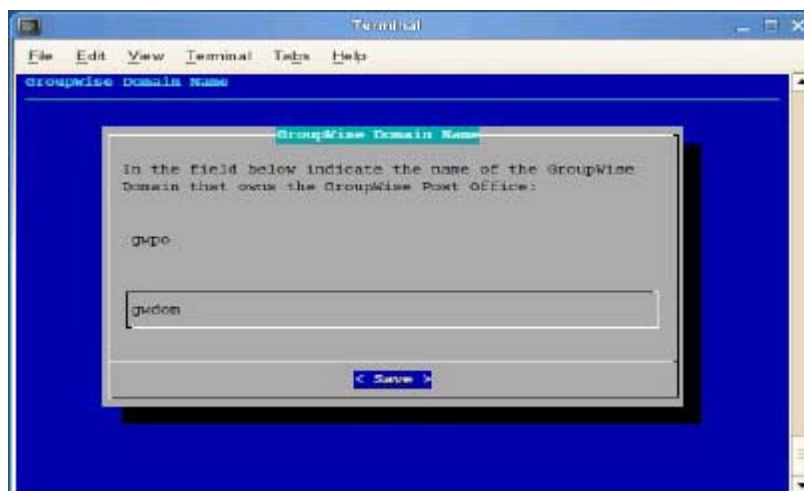 Terminal
File Edit View Terminal Tabs Help
GroupWise Domain Name
GroupWise Domain Name
In the field below indicate the name of the GroupWise
Domain that owns the GroupWise Post Office:
gwpo
gwdom
< Save >